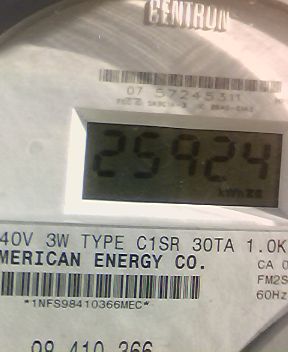 CENTRON
07 57245311
25924
kWh
40V 3W TYPE C1SR 30TA 1.0K
MERICAN ENERGY CO.
CA 0
FM2S
60Hz
*1NFS98410366MEC*
98 410 366